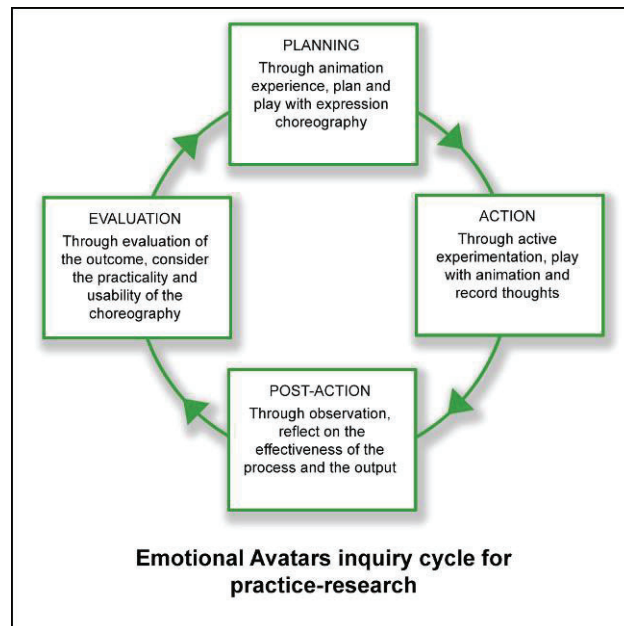 PLANNING
Through animation
experience, plan and
play with expression
choreography
EVALUATION
Through evaluation of
the outcome, consider
the practicality and
usability of the
choreography
ACTION
Through active
experimentation, play
with animation and
record thoughts
POST-ACTION
Through observation,
reflect on the
effectiveness of the
process and the output
Emotional Avatars inquiry cycle for
practice-research